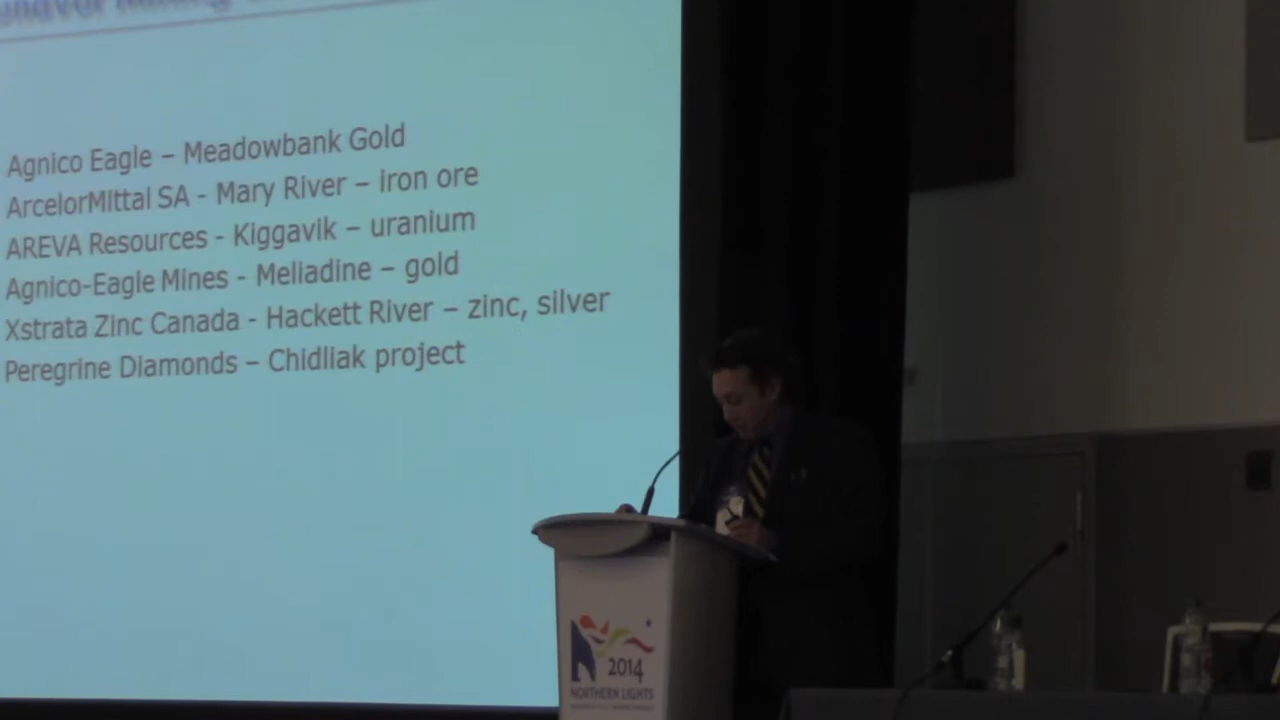 Agnico Eagle – Meadowbank Gold
ArcelorMittal SA - Mary River – iron ore
AREVA Resources - Kiggavik – uranium
Agnico-Eagle Mines - Meliadine – gold
Xstrata Zinc Canada - Hackett River – zinc, silver
Peregrine Diamonds – Chidliak project
2014
NORTHERN LIGHTS